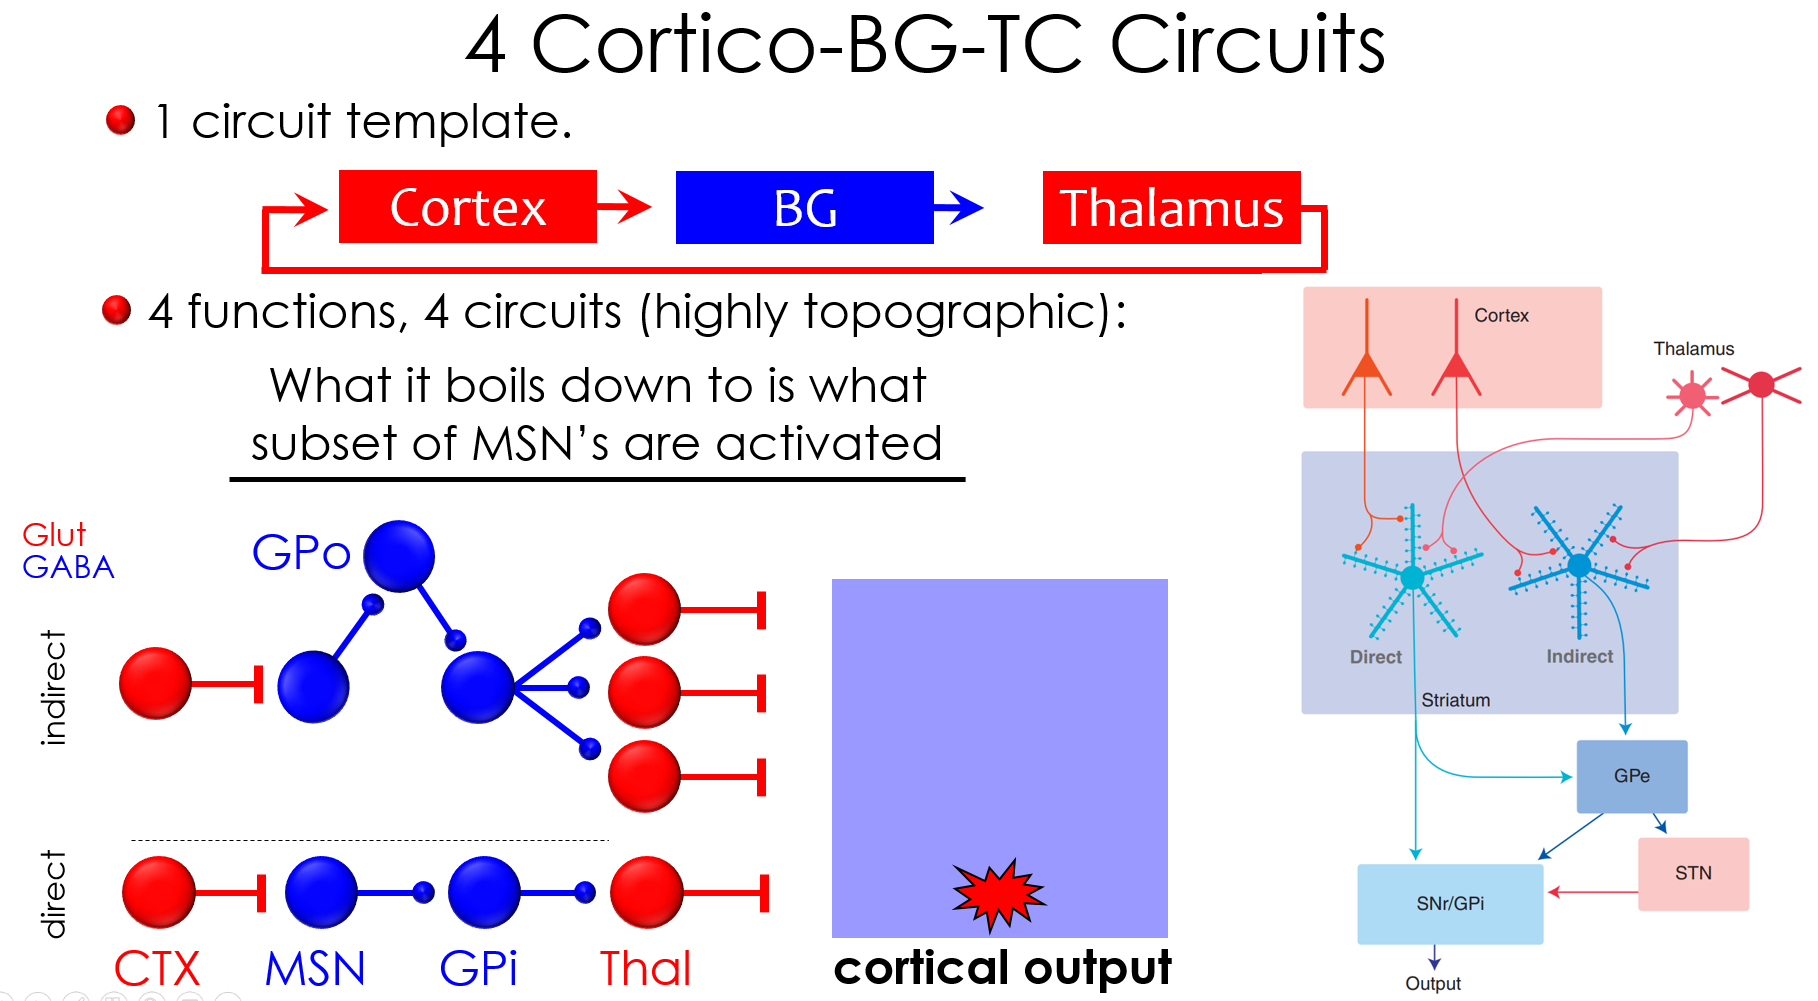 4 Cortico-BG-TC Circuits
1 circuit template.
Cortex
BG
Thalamus
4 functions, 4 circuits (highly topographic):
What it boils down to is what
subset of MSN's are activated
Glut
GABA
GPo
indirect
direct
CTX
MSN
GPi
Thal
cortical output
Cortex
Thalamus
Direct
Indirect
Striatum
GPe
STN
SNr/GPi
Output